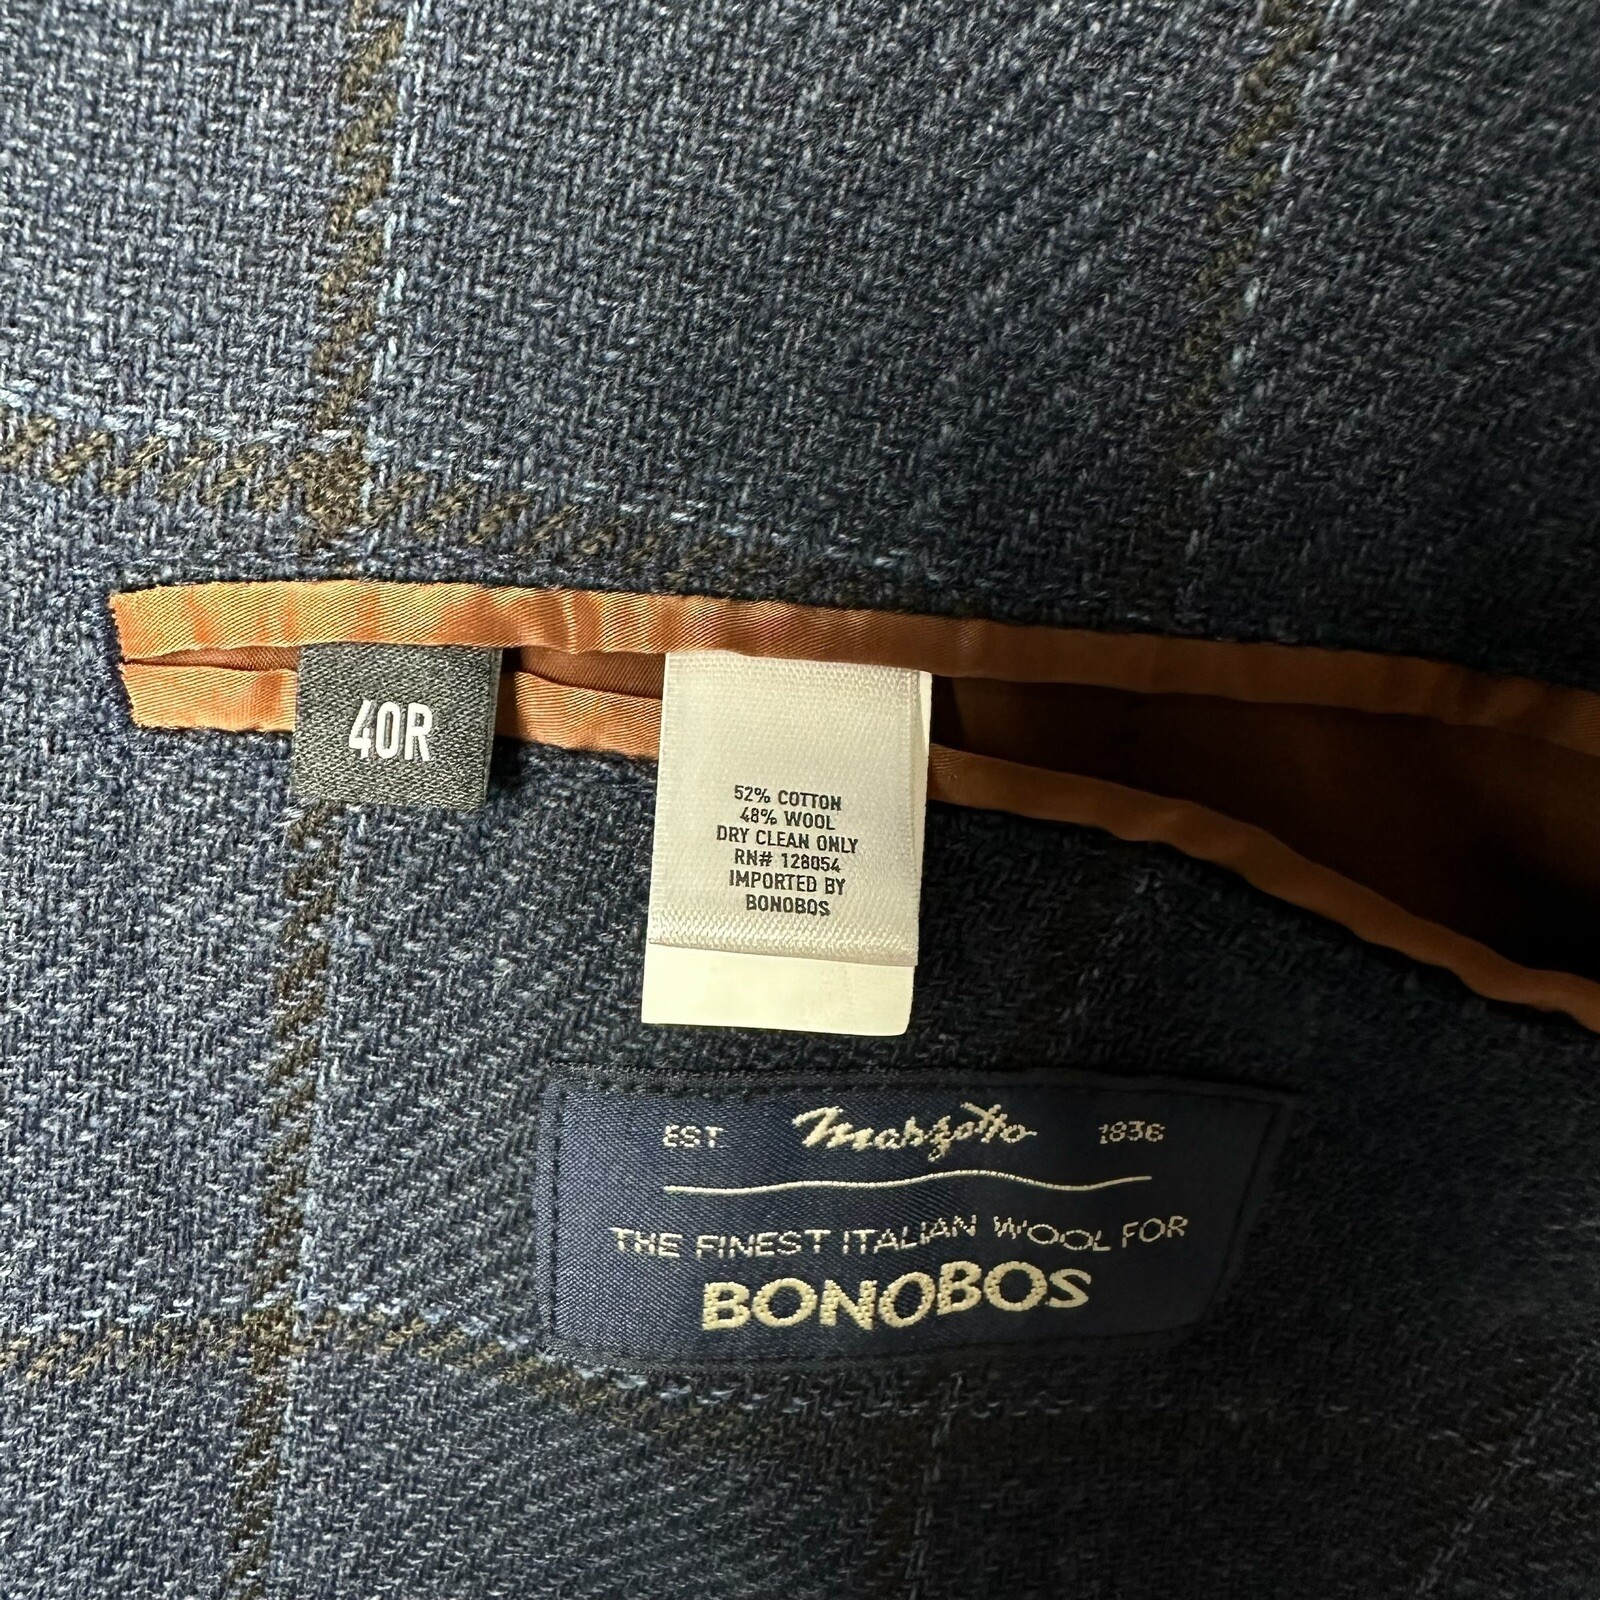 40R
52% COTTON
48% WOOL
DRY CLEAN ONLY
RN# 128054
IMPORTED BY
BONOBOS
EST Marzotto 1836
THE FINEST ITALIAN WOOL FOR
BONOBOS